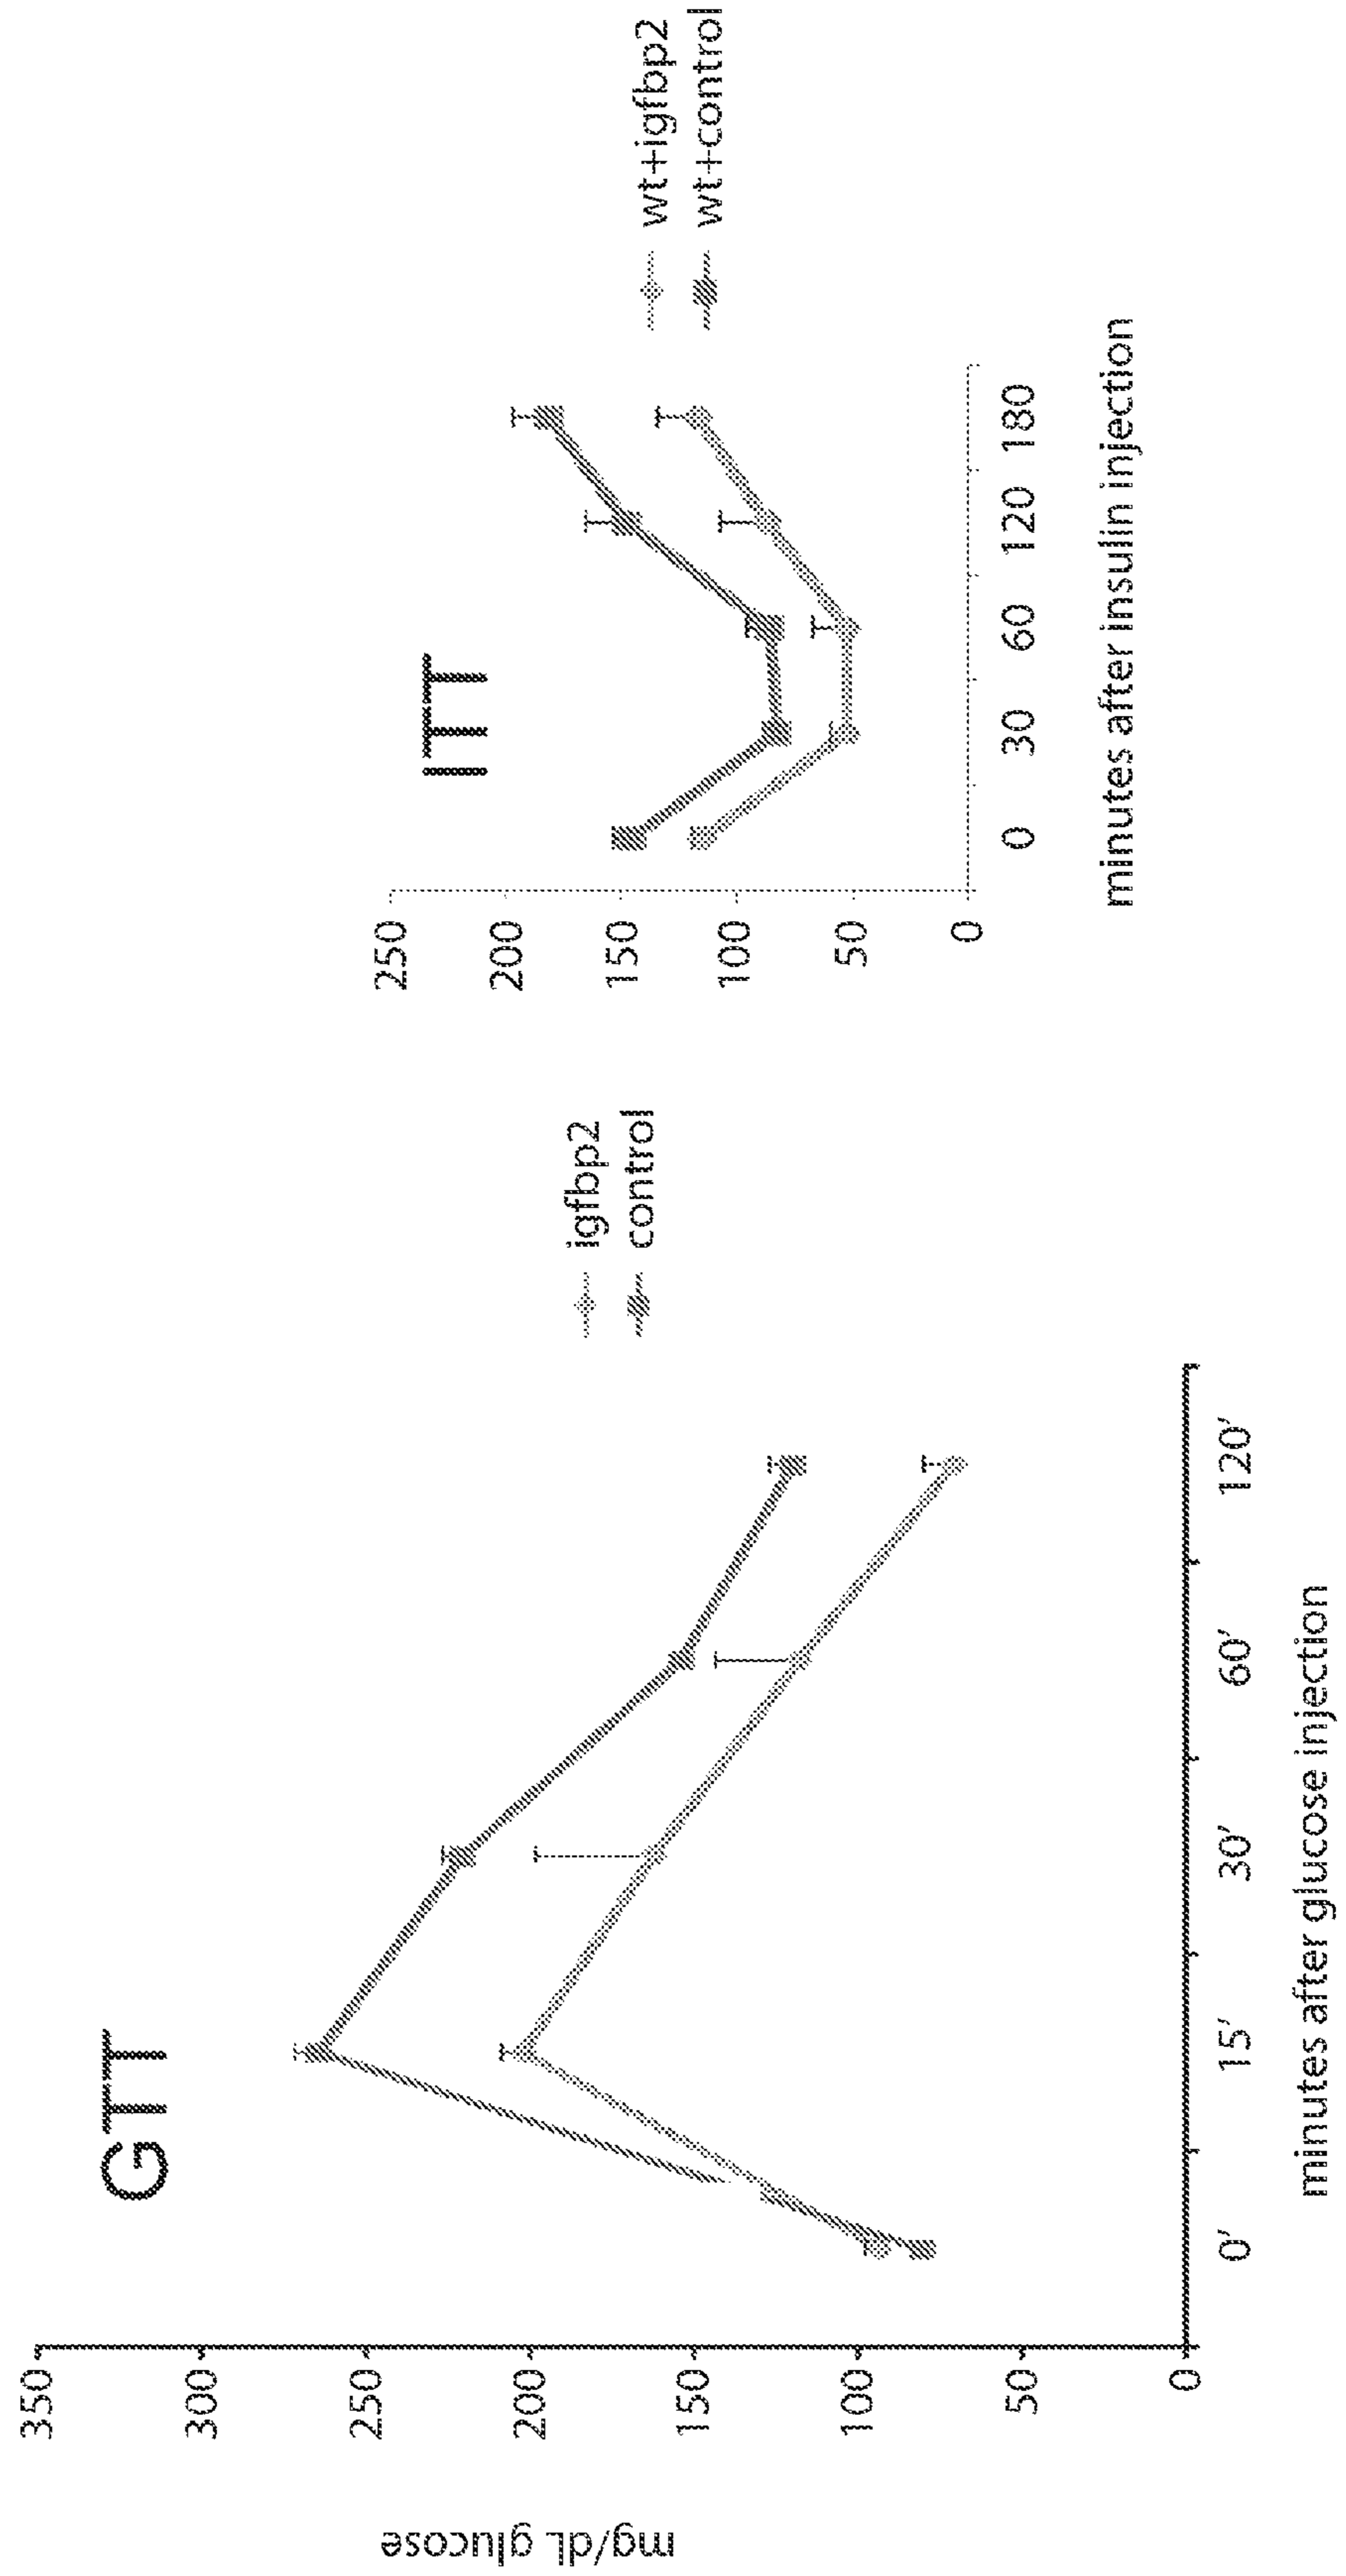 GTT
mg/dL glucose
350
300
250
200
150
100
50
0
0'
15'
30'
60'
120'
minutes after glucose injection
igfbp2
control
ITT
250
200
150
100
50
0
0
30
60
120
180
minutes after insulin injection
wt+igfbp2
wt+control